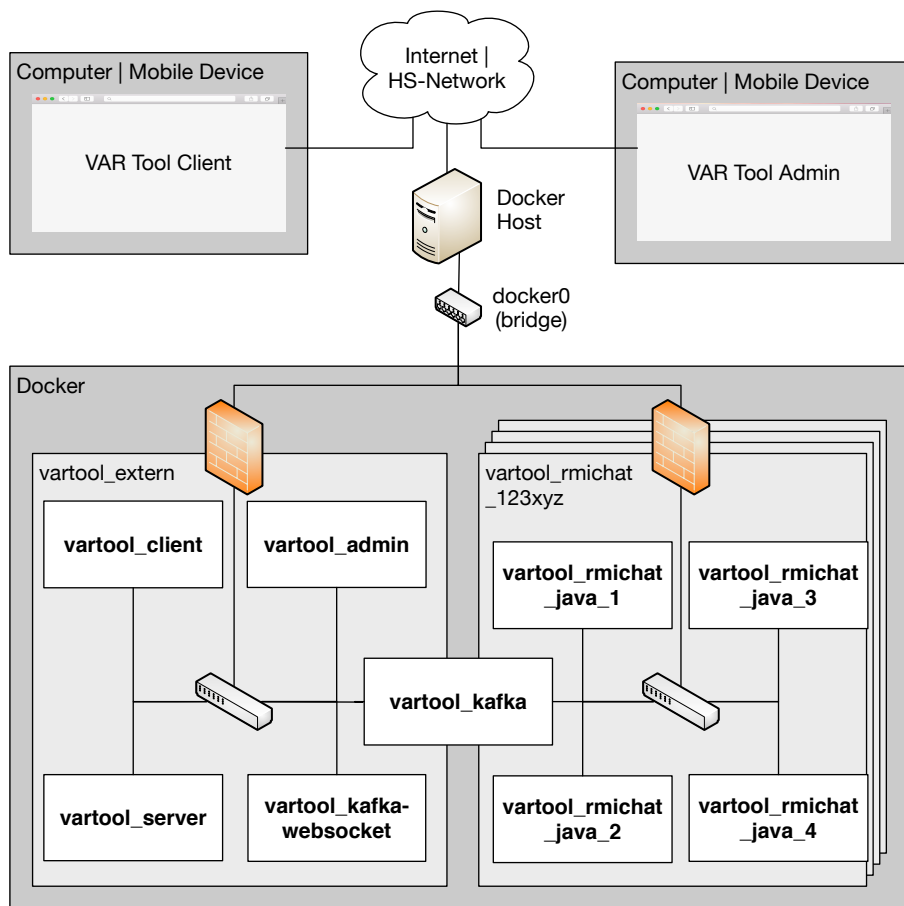 Internet |
HS-Network
Computer | Mobile Device
VAR Tool Client
Computer | Mobile Device
VAR Tool Admin
Docker
Host
docker0
(bridge)
Docker
vartool_extern
vartool_client
vartool_admin
vartool_server
vartool_kafka-
websocket
vartool_kafka
vartool_rmichat
_123xyz
vartool_rmichat
_java_1
vartool_rmichat
_java_3
vartool_rmichat
_java_2
vartool_rmichat
_java_4